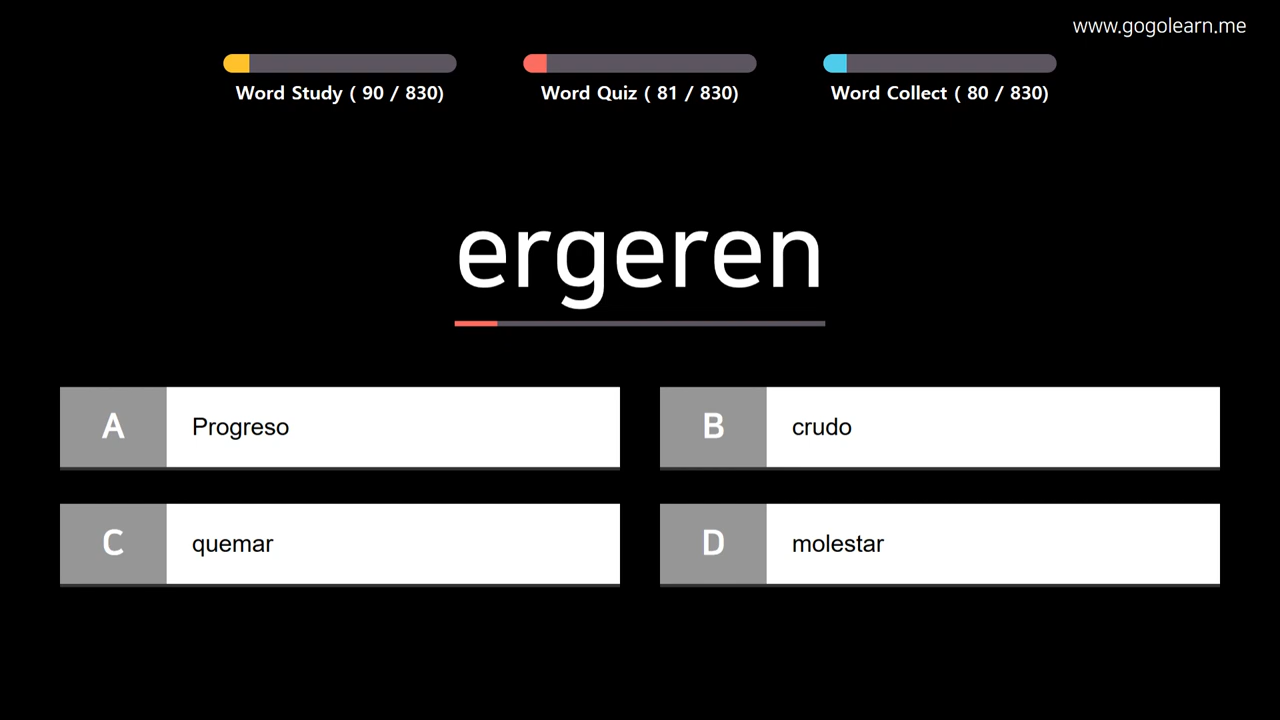 www.gogolearn.me
Word Study ( 90 / 830)
Word Quiz ( 81 / 830)
Word Collect ( 80 / 830)
ergeren
A Progreso
B crudo
C quemar
D molestar